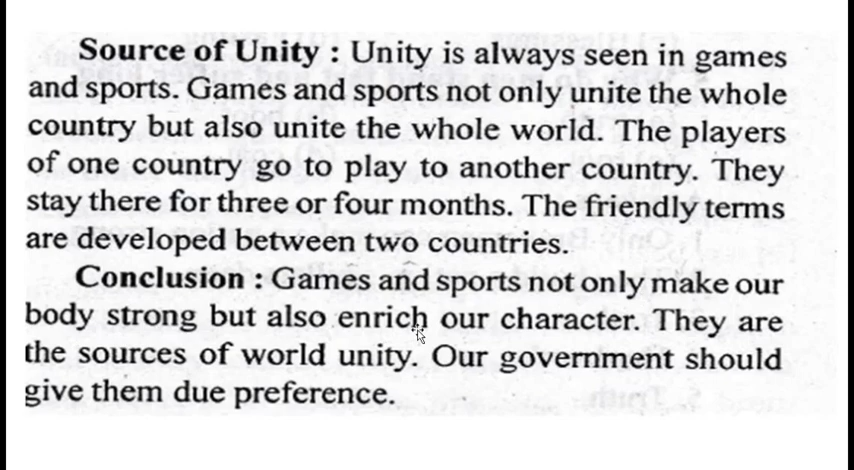 Source of Unity : Unity is always seen in games
and sports. Games and sports not only unite the whole
country but also unite the whole world. The players
of one country go to play to another country. They
stay there for three or four months. The friendly terms
are developed between two countries.
Conclusion : Games and sports not only make our
body strong but also enrich our character. They are
the sources of world unity. Our government should
give them due preference.